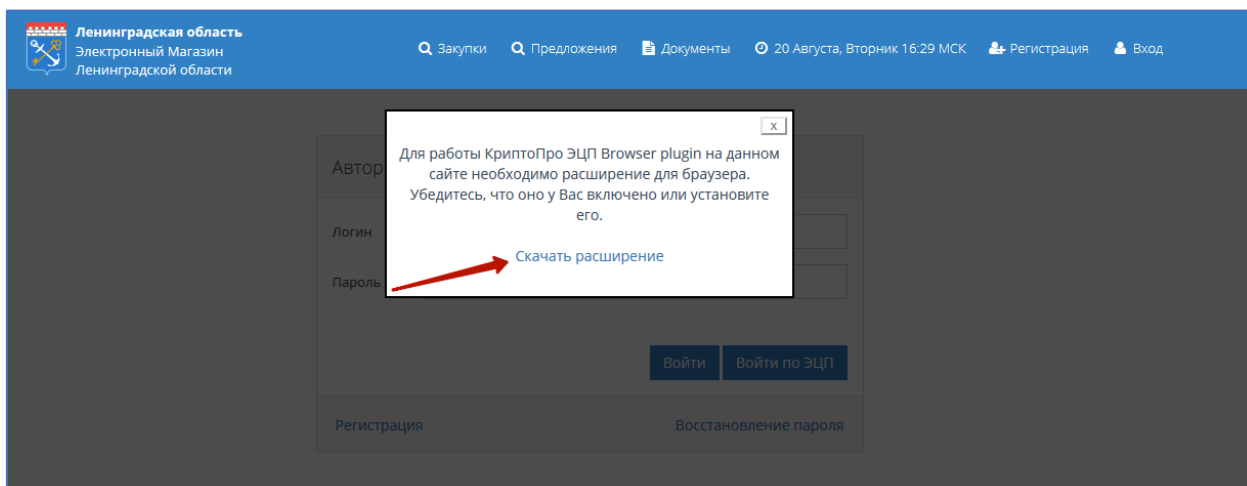 Ленинградская область
Электронный Магазин
Ленинградской области
Закупки Предложения Документы 20 Августа, Вторник 16:29 МСК Регистрация Вход
x
Для работы КриптоПро ЭЦП Browser plugin на данном
сайте необходимо расширение для браузера.
Убедитесь, что оно у Вас включено или установите
его.
Скачать расширение
Автор
Логин
Пароль
Войти Войти по ЭЦП
Регистрация Восстановление пароля